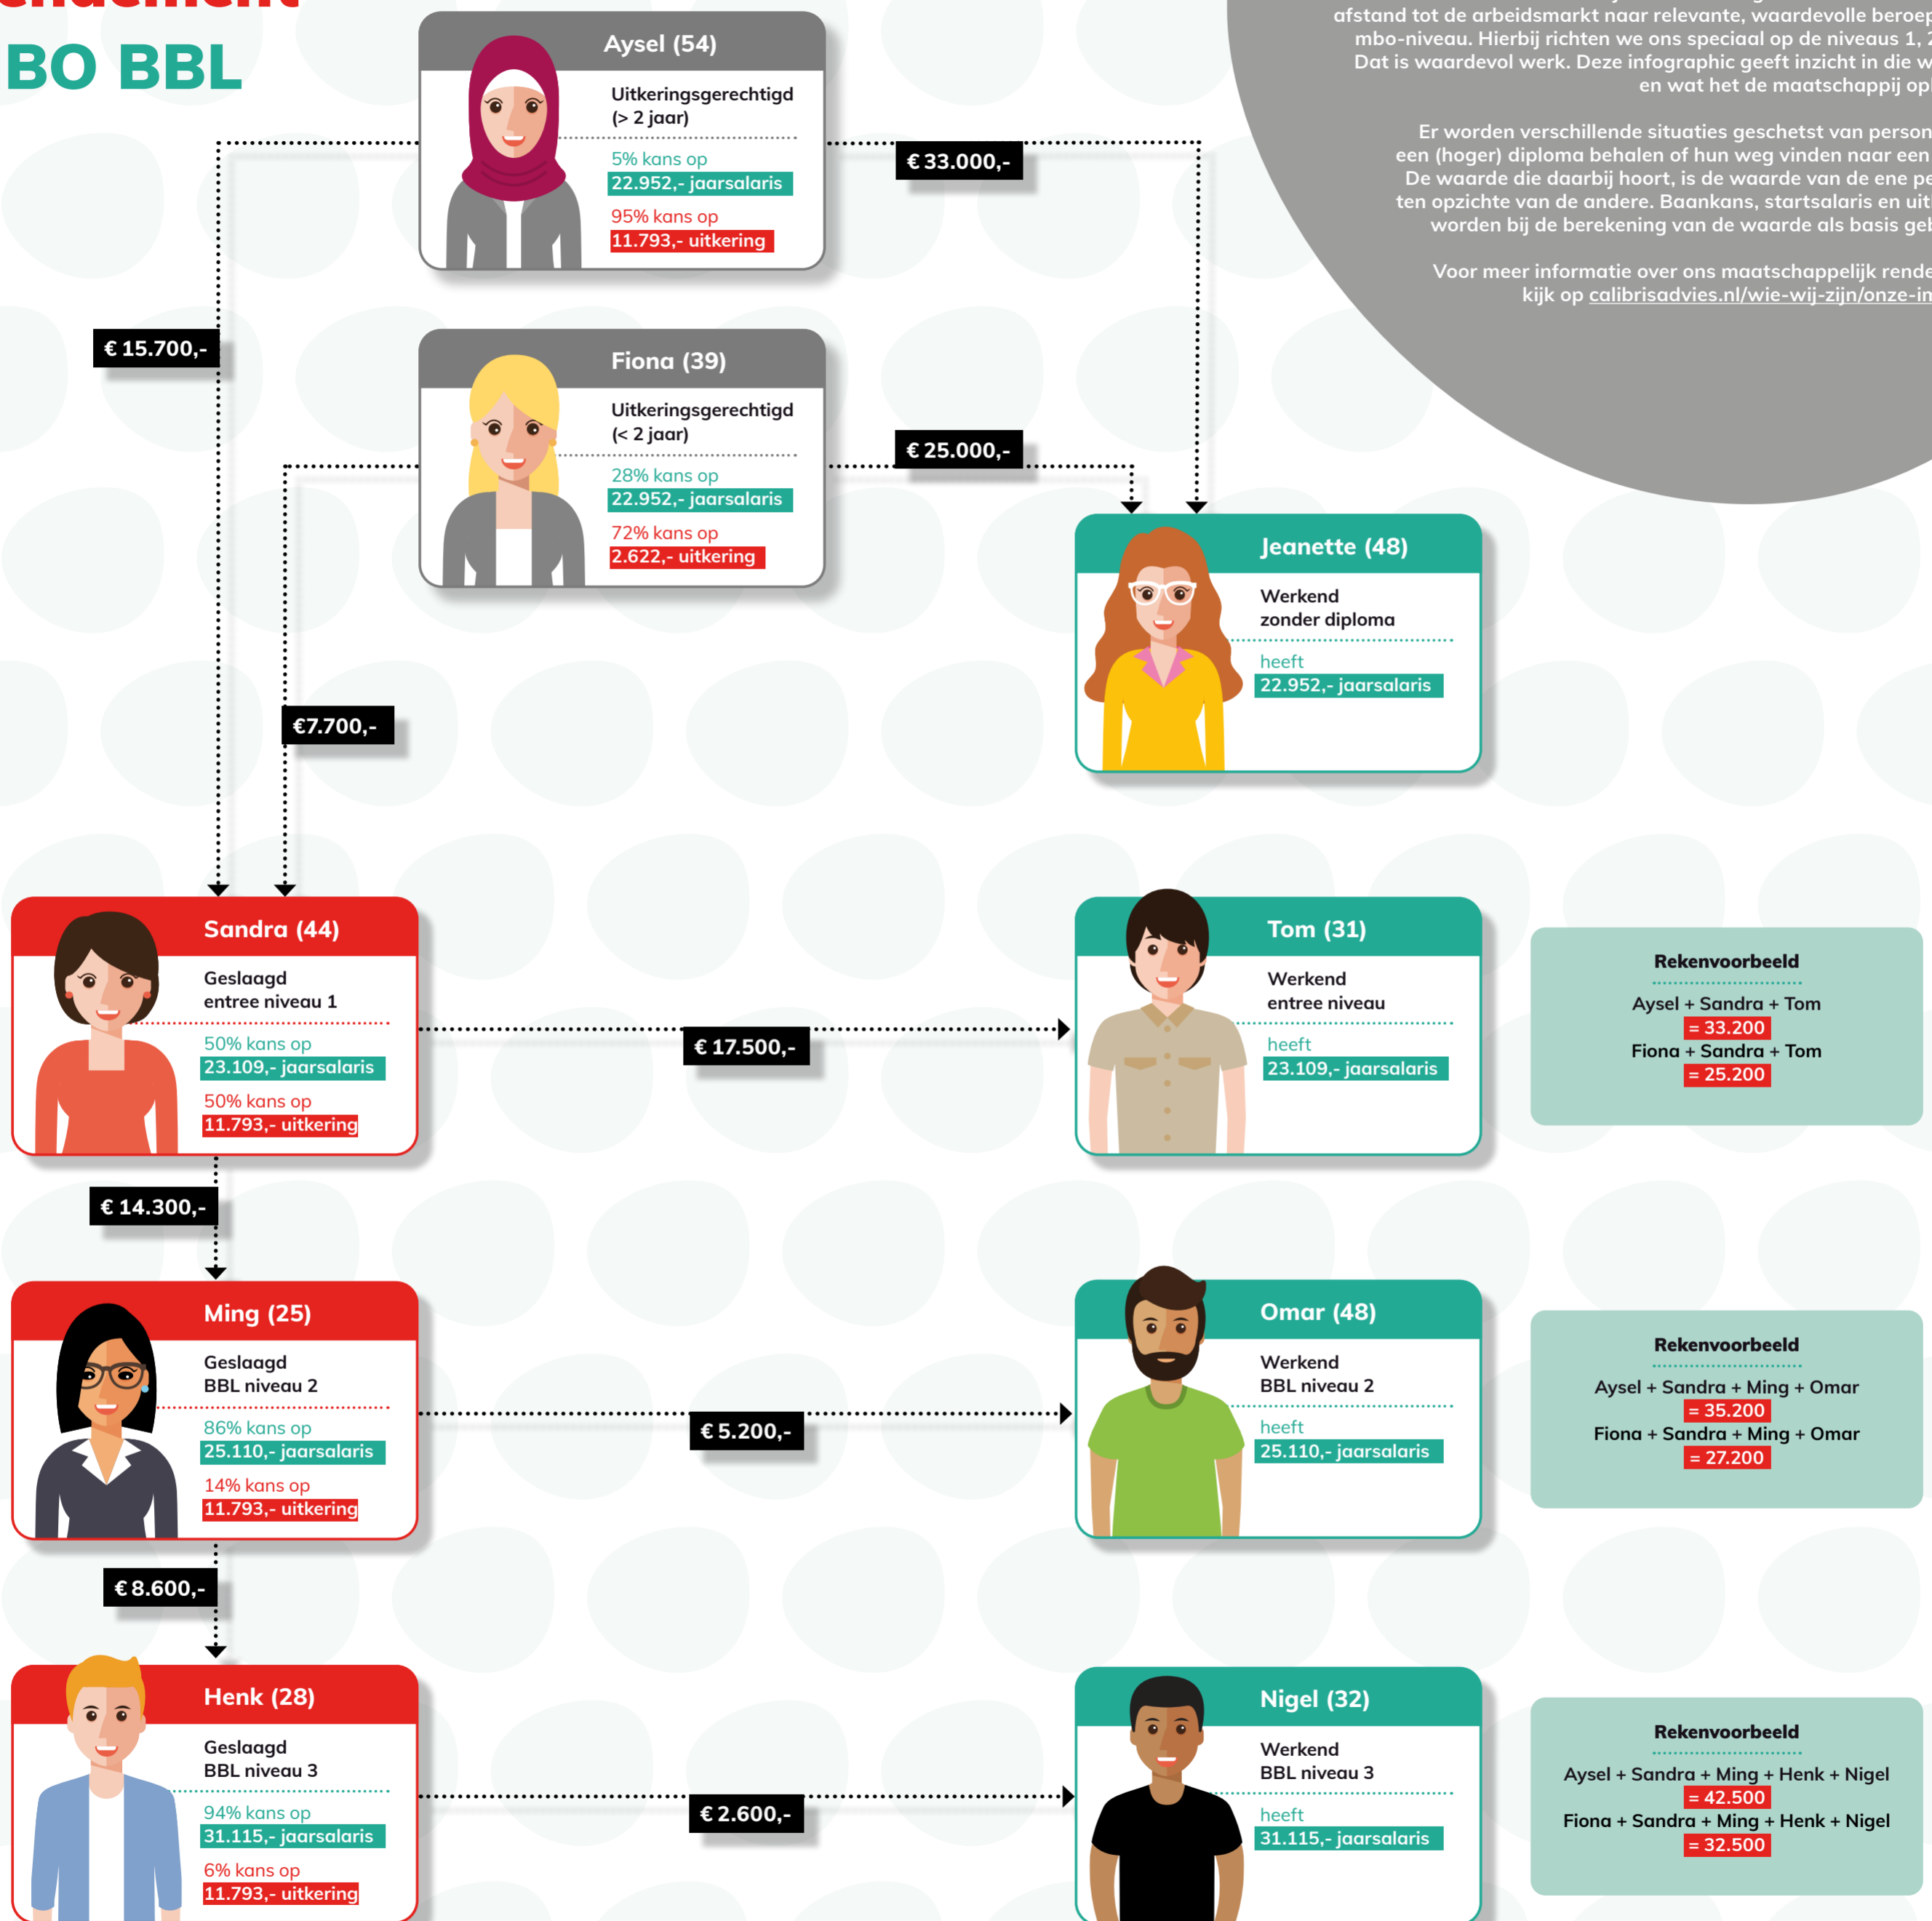 BO BBL
afstand tot de arbeidsmarkt naar relevante, waardevolle
mbo-niveau. Hierbij richten we ons speciaal op de niveaus 1,
Dat is waardevol werk. Deze infographic geeft inzicht in die
en wat het de maatschappij
Er worden verschillende situaties geschetst van
een (hoger) diploma behalen of hun weg vinden naar een
De waarde die daarbij hoort, is de waarde van de ene
ten opzichte van de andere. Baankans, startsalaris en
worden bij de berekening van de waarde als basis
Voor meer informatie over ons maatschappelijk
kijk op calibrisadvies.nl/wie-wij-zijn/onze-
Aysel (54)
Uitkeringsgerechtigd
(> 2 jaar)
5% kans op
22.952,- jaarsalaris
95% kans op
11.793,- uitkering
€ 33.000,-
€ 15.700,-
Fiona (39)
Uitkeringsgerechtigd
(< 2 jaar)
28% kans op
22.952,- jaarsalaris
72% kans op
2.622,- uitkering
€ 25.000,-
€7.700,-
Jeanette (48)
Werkend
zonder diploma
heeft
22.952,- jaarsalaris
Sandra (44)
Geslaagd
entree niveau 1
50% kans op
23.109,- jaarsalaris
50% kans op
11.793,- uitkering
€ 17.500,-
Tom (31)
Werkend
entree niveau
heeft
23.109,- jaarsalaris
Rekenvoorbeeld
Aysel + Sandra + Tom
= 33.200
Fiona + Sandra + Tom
= 25.200
€ 14.300,-
Ming (25)
Geslaagd
BBL niveau 2
86% kans op
25.110,- jaarsalaris
14% kans op
11.793,- uitkering
€ 5.200,-
Omar (48)
Werkend
BBL niveau 2
heeft
25.110,- jaarsalaris
Rekenvoorbeeld
Aysel + Sandra + Ming + Omar
= 35.200
Fiona + Sandra + Ming + Omar
= 27.200
€ 8.600,-
Henk (28)
Geslaagd
BBL niveau 3
94% kans op
31.115,- jaarsalaris
6% kans op
11.793,- uitkering
€ 2.600,-
Nigel (32)
Werkend
BBL niveau 3
heeft
31.115,- jaarsalaris
Rekenvoorbeeld
Aysel + Sandra + Ming + Henk + Nigel
= 42.500
Fiona + Sandra + Ming + Henk + Nigel
= 32.500